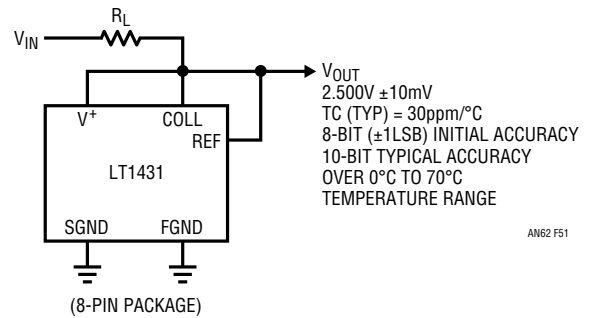 R_L
V_IN
V_OUT
2.500V ±10mV
TC (TYP) = 30ppm/°C
8-BIT (±1LSB) INITIAL ACCURACY
10-BIT TYPICAL ACCURACY
OVER 0°C TO 70°C
TEMPERATURE RANGE
V+ COLL
REF
LT1431
SGND FGND
AN62 F51
(8-PIN PACKAGE)